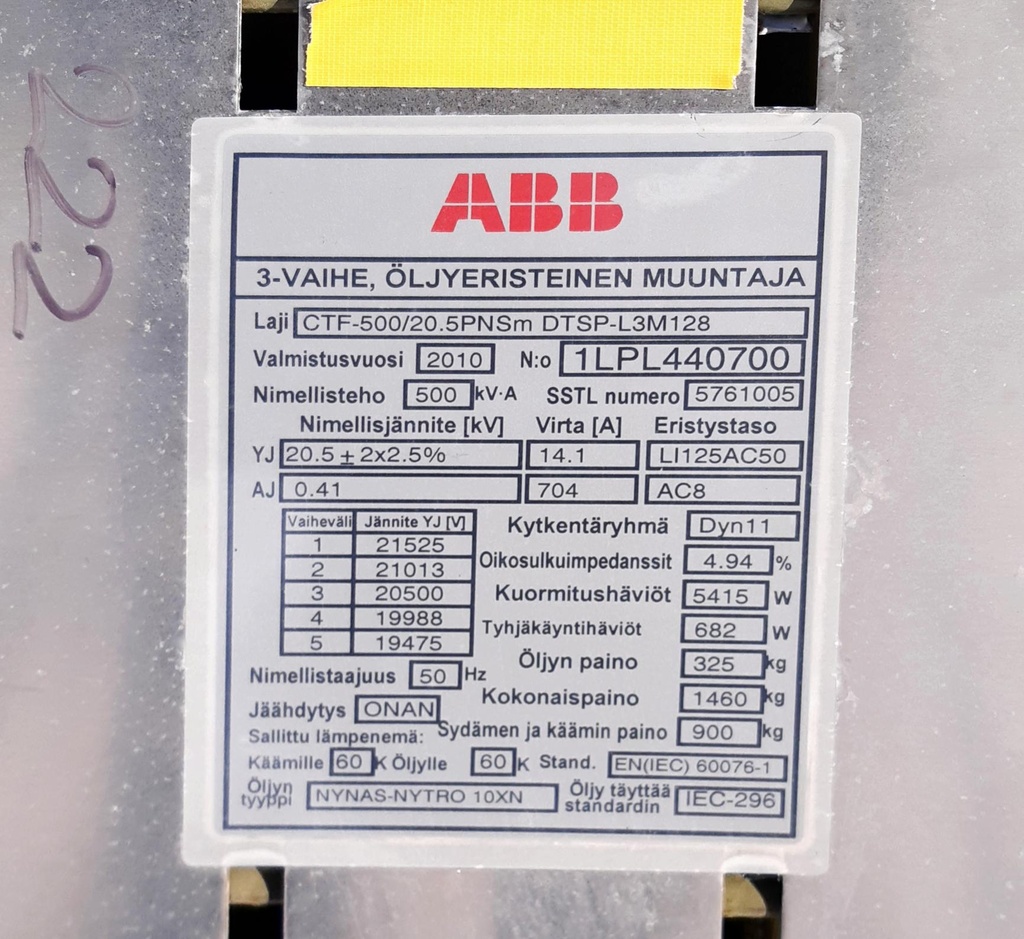 222
ABB
3-VAIHE, ÖLJYERISTEINEN MUUNTAJA
Laji CTF-500/20.5PNSm DTSP-L3M128
Valmistusvuosi 2010 N:o 1LPL440700
Nimellisteho 500 kV·A SSTL numero 5761005
Nimellisjännite [kV] Virta [A] Eristystaso
YJ 20.5 ± 2x2.5% 14.1 LI125AC50
AJ 0.41 704 AC8
Vaiheväli Jännite YJ [V]
1 21525
2 21013
3 20500
4 19988
5 19475
Kytkentäryhmä Dyn11
Oikosulkuimpedanssit 4.94 %
Kuormitushäviöt 5415 W
Tyhjäkäyntihäviöt 682 W
Öljyn paino 325 kg
Nimellistaajuus 50 Hz
Kokonaispaino 1460 kg
Jäähdytys ONAN
Sydämen ja käämin paino 900 kg
Sallittu lämpenemä:
Käämille 60 K Öljylle 60 K Stand. EN(IEC) 60076-1
Öljyn tyyppi NYNAS-NYTRO 10XN Öljy täyttää standardin IEC-296